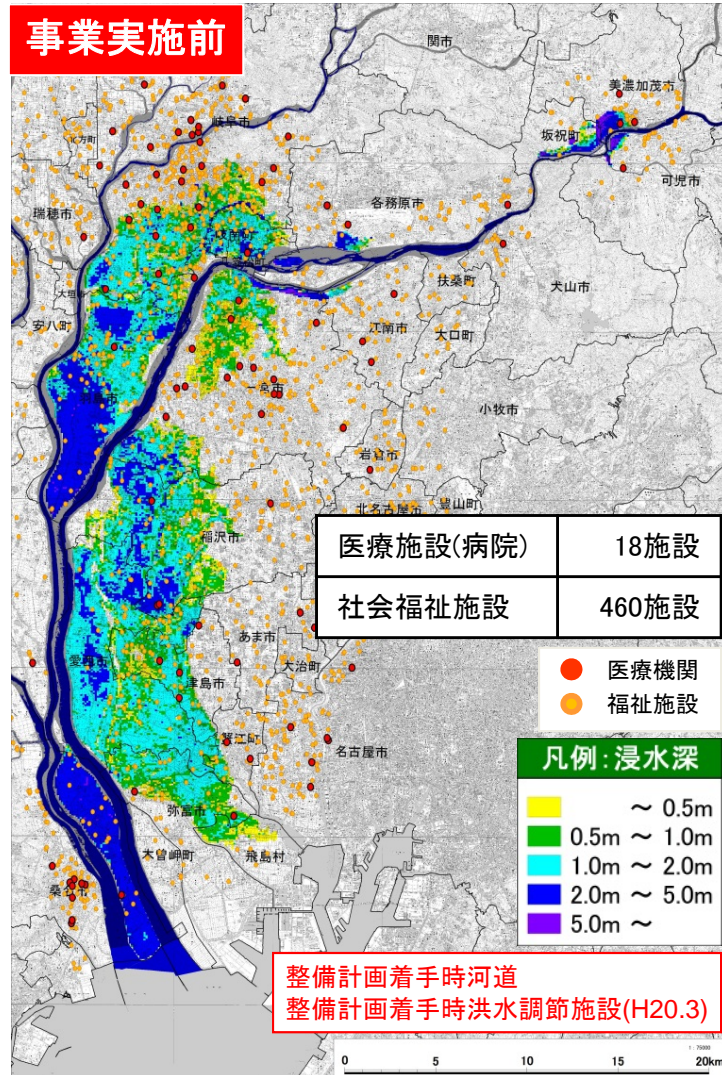 事業実施前
関市
美濃加茂市
岐阜市
坂祝町
可児市
瑞穂市
各務原市
扶桑町
犬山市
大垣市
安八町
江南市
大口町
一宮市
小牧市
岩倉市
北名古屋市
豊山町
稲沢市
医療施設(病院) 18施設
社会福祉施設 460施設
あま市
愛西市
大治町
津島市
医療機関
福祉施設
蟹江町
名古屋市
凡例:浸水深
～ 0.5m
0.5m ～ 1.0m
1.0m ～ 2.0m
2.0m ～ 5.0m
5.0m ～
弥富市
大曽岬町
飛島村
桑名市
整備計画着手時河道
整備計画着手時洪水調節施設(H20.3)
1:75000
0 5 10 15 20km